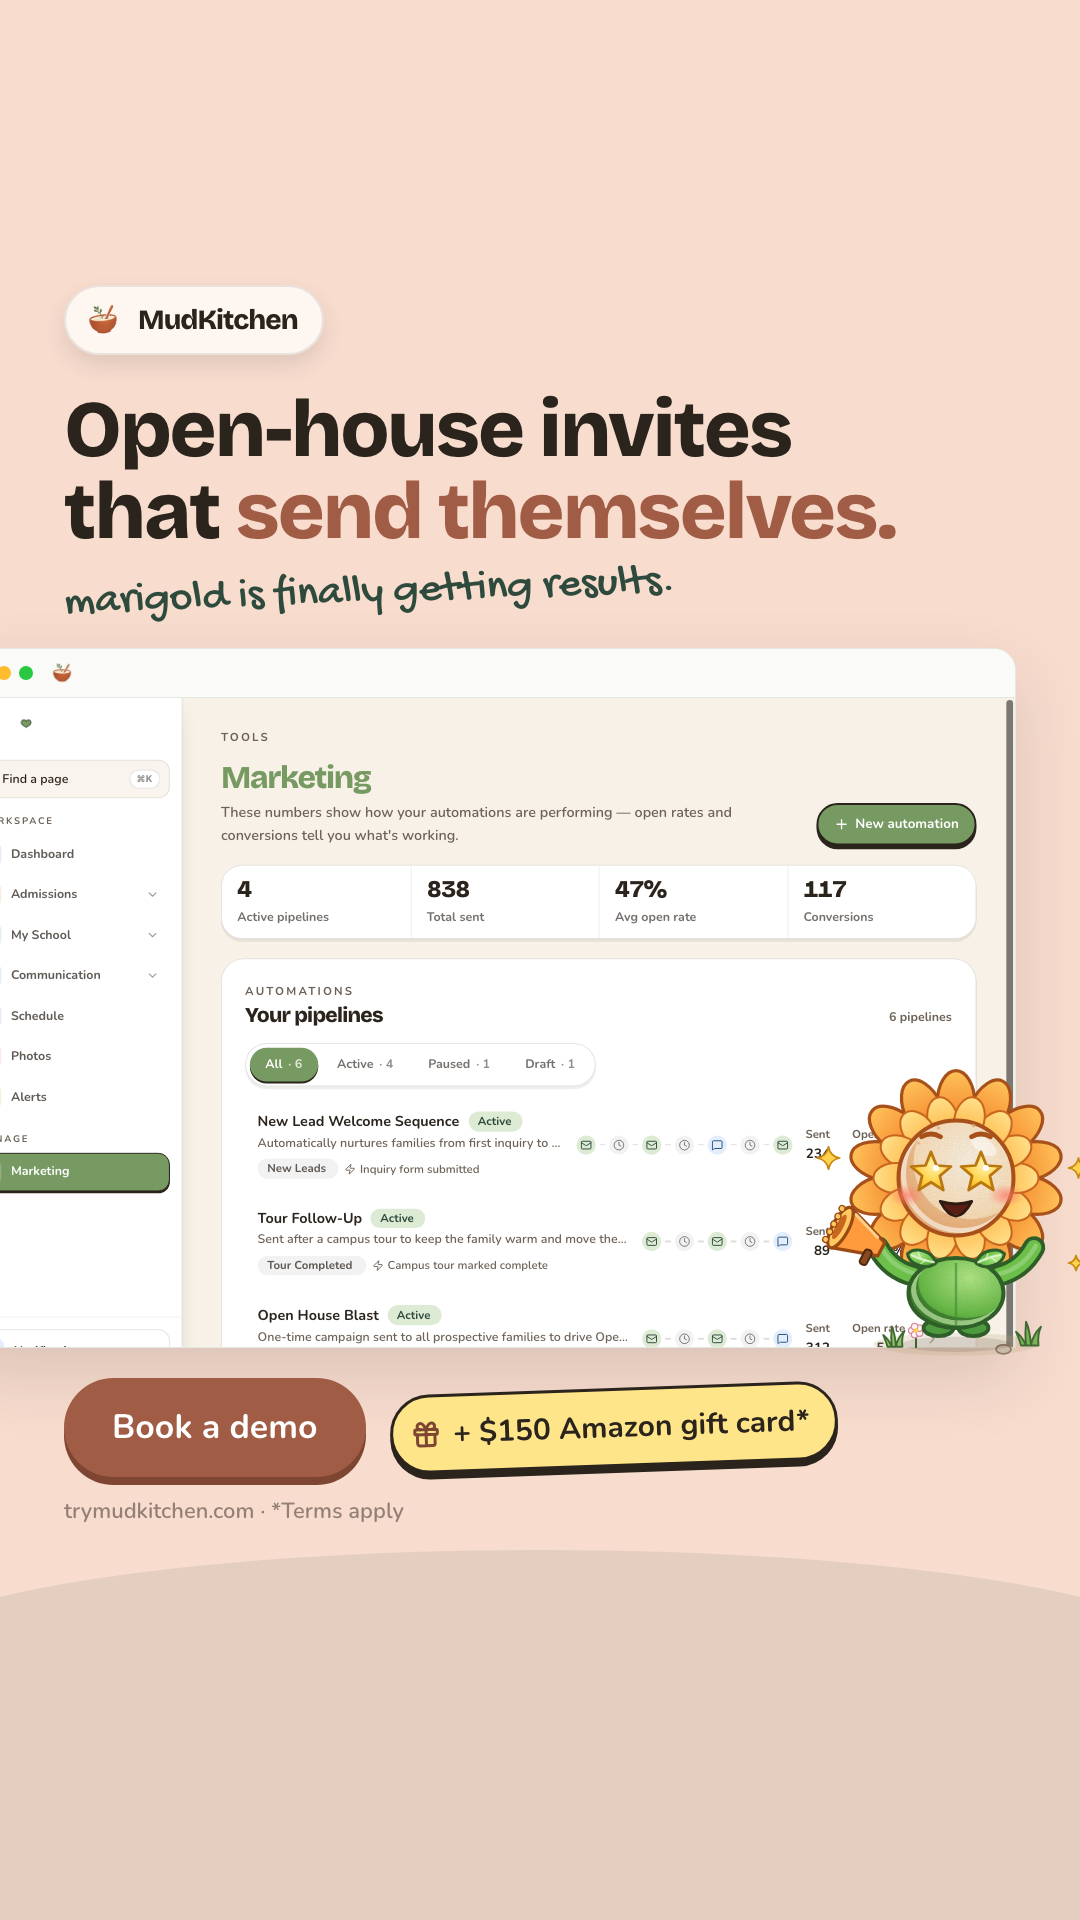 MudKitchen
Open-house invites
that send themselves.
marigold is finally getting results.
Find a page
⌘K
Dashboard
Admissions
My School
Communication
Schedule
Photos
Alerts
Marketing
TOOLS
Marketing
These numbers show how your automations are performing — open rates and
conversions tell you what's working.
+ New automation
4
Active pipelines
838
Total sent
47%
Avg open rate
117
Conversions
AUTOMATIONS
Your pipelines
6 pipelines
All · 6
Active · 4
Paused · 1
Draft · 1
New Lead Welcome Sequence
Active
Automatically nurtures families from first inquiry to ...
New Leads
Inquiry form submitted
Sent
Tour Follow-Up
Active
Sent after a campus tour to keep the family warm and move the...
Tour Completed
Campus tour marked complete
89
Open House Blast
Active
One-time campaign sent to all prospective families to drive Ope...
Sent
Open rate
Book a demo
+ $150 Amazon gift card*
trymudkitchen.com · *Terms apply